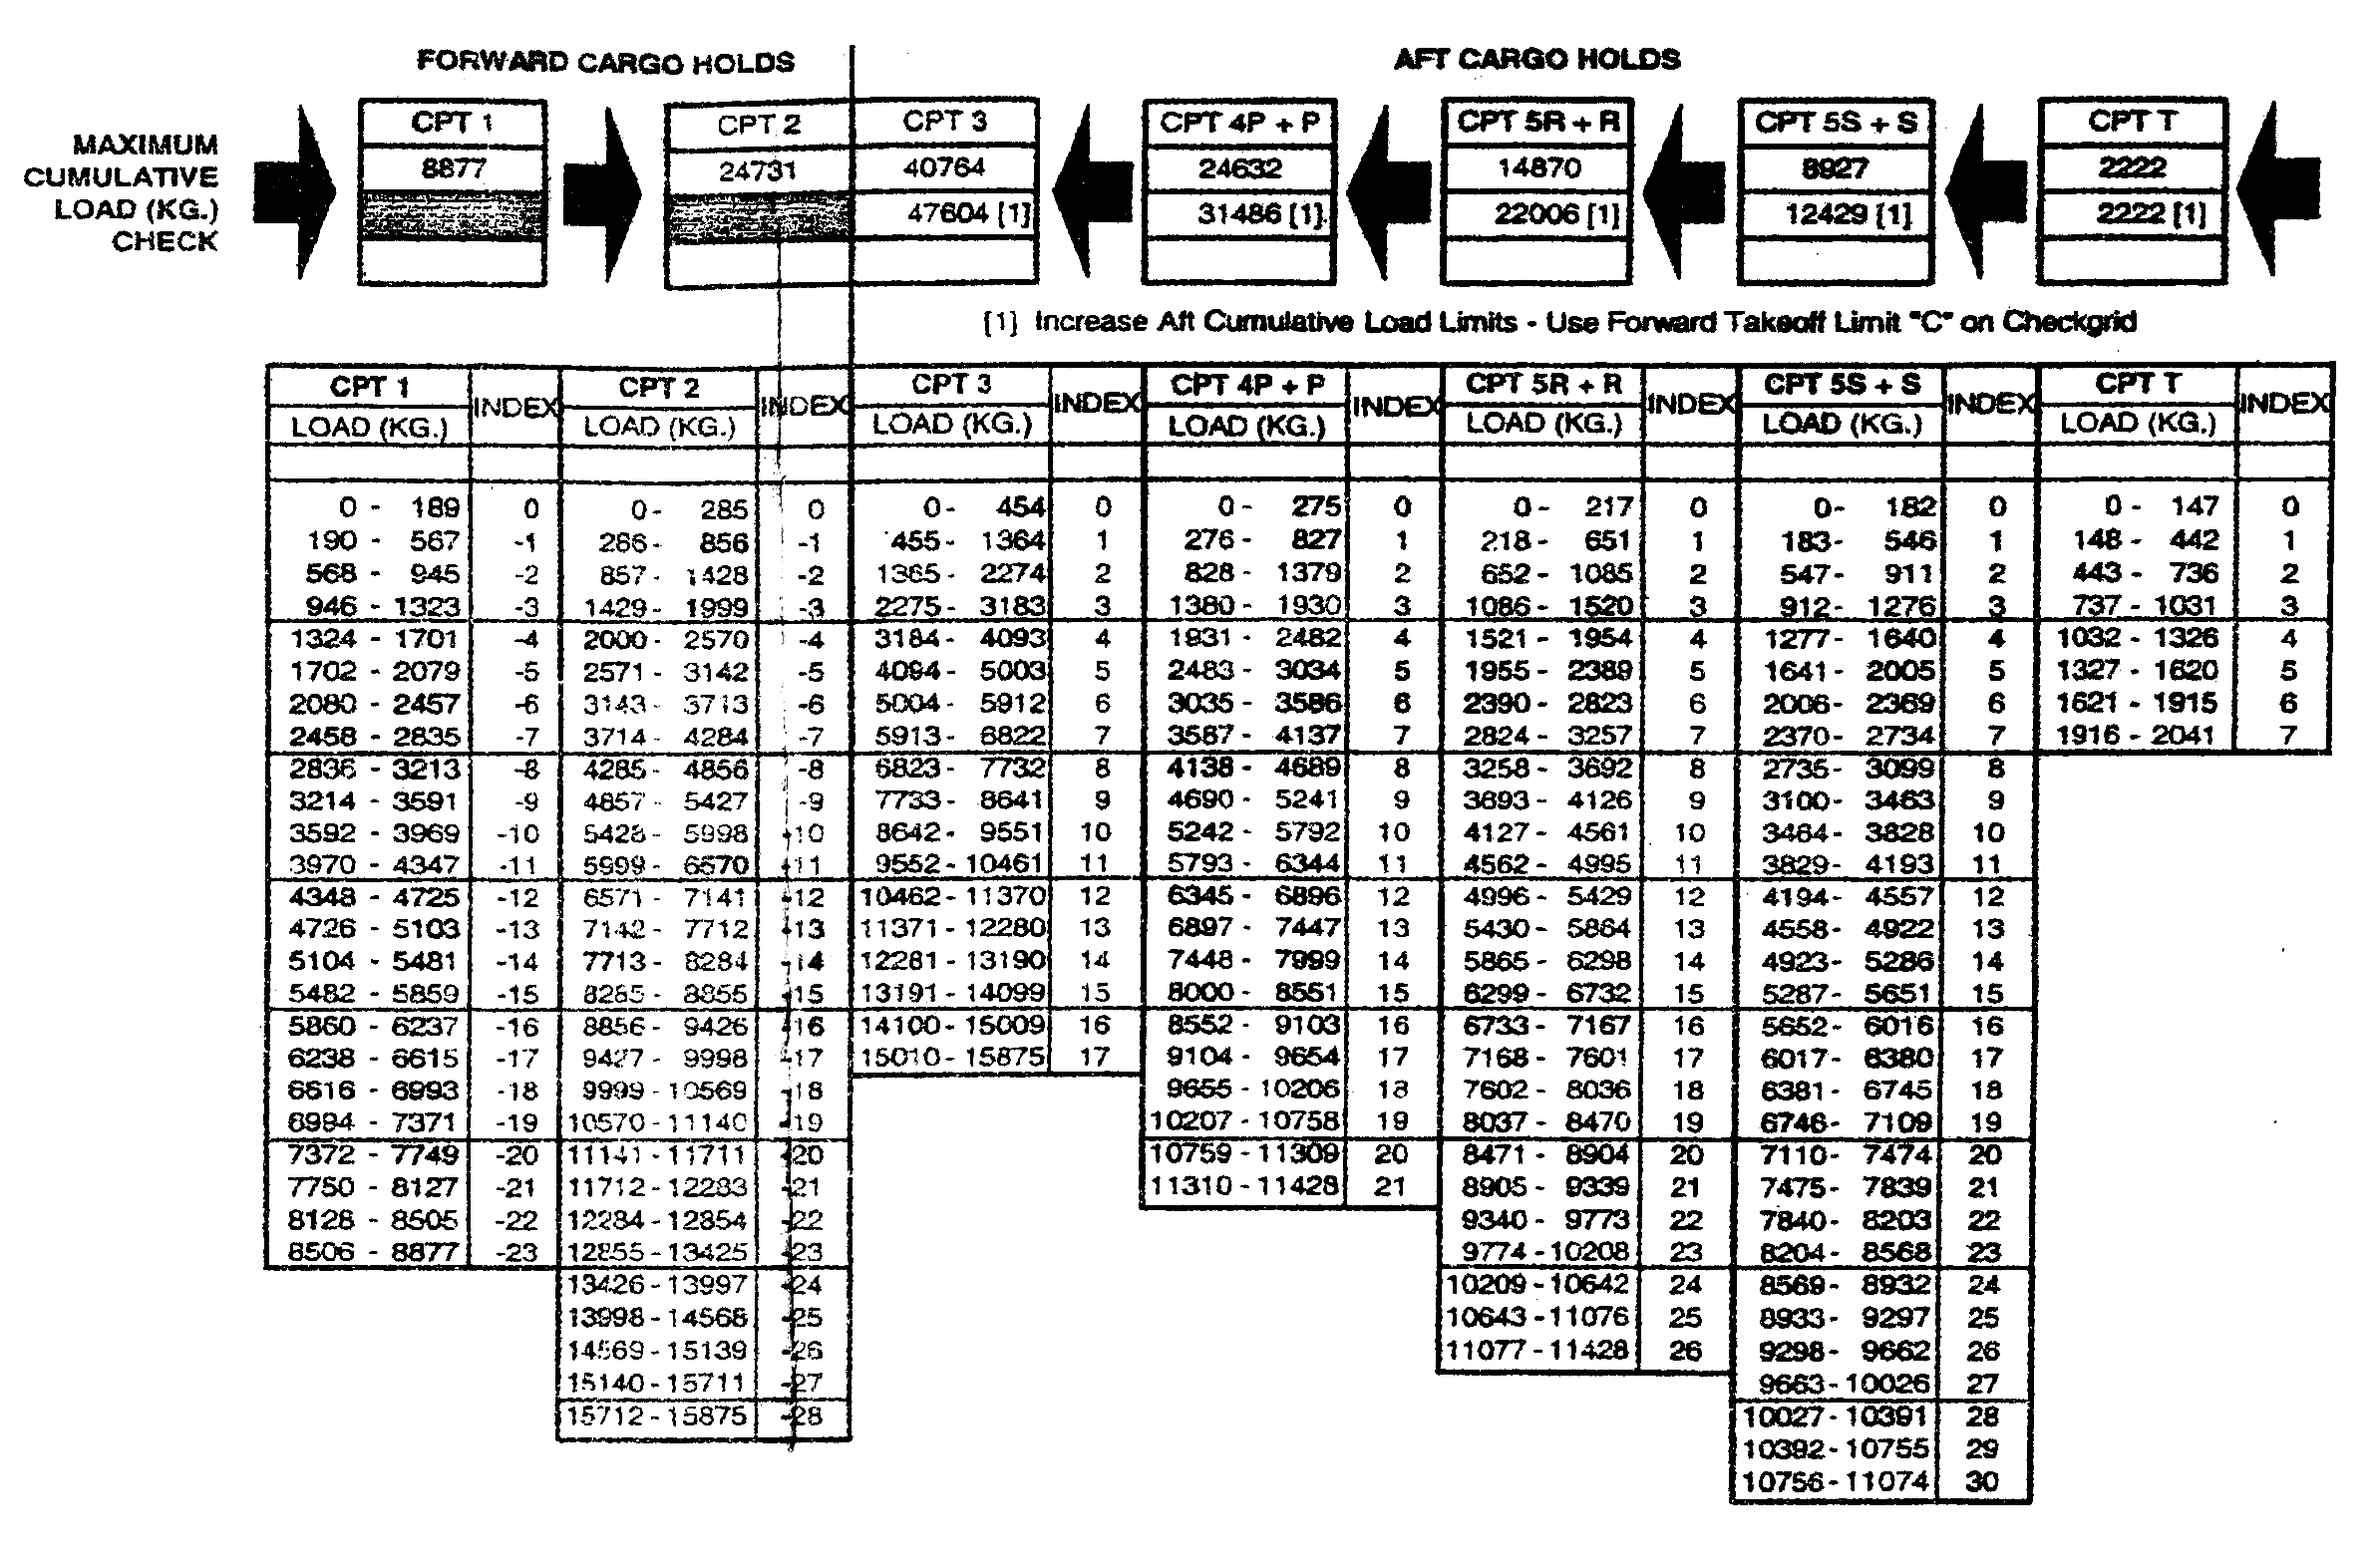 FORWARD CARGO HOLDS AFT CARGO HOLDS
MAXIMUM CUMULATIVE LOAD (KG.) CHECK
CPT 1 CPT 2 CPT 3 CPT 4P + P CPT 5R + R CPT 5S + S CPT T
8877 24731 40764 24632 14870 8927 2222
47604 [1] 31486 [1] 22006 [1] 12429 [1] 2222 [1]
[1] Increase Aft Cumulative Load Limits - Use Forward Takeoff Limit "C" on Checkgrid
CPT 1 INDEX CPT 2 INDEX CPT 3 INDEX CPT 4P + P INDEX CPT 5R + R INDEX CPT 5S + S INDEX CPT T INDEX
LOAD (KG.) LOAD (KG.) LOAD (KG.) LOAD (KG.) LOAD (KG.) LOAD (KG.) LOAD (KG.)
0 - 189 0 0- 285 0 0- 454 0 0- 275 0 0- 217 0 0- 182 0 0 - 147 0
190 - 567 -1 286- 856 -1 455- 1364 1 276- 827 1 218- 651 1 183- 546 1 148 - 442 1
568 - 945 -2 857- 1428 -2 1365- 2274 2 828- 1379 2 652- 1085 2 547- 911 2 443 - 736 2
946 - 1323 -3 1429- 1999 -3 2275- 3183 3 1380- 1930 3 1086- 1520 3 912- 1276 3 737 - 1031 3
1324 - 1701 -4 2000- 2570 -4 3184- 4093 4 1931- 2482 4 1521- 1954 4 1277- 1640 4 1032 - 1326 4
1702 - 2079 -5 2571- 3142 -5 4094- 5003 5 2483- 3034 5 1955- 2389 5 1641- 2005 5 1327 - 1620 5
2080 - 2457 -6 3143- 3713 -6 5004- 5912 6 3035- 3586 6 2390- 2823 6 2006- 2369 6 1621 - 1915 6
2458 - 2835 -7 3714- 4284 -7 5913- 6822 7 3587- 4137 7 2824- 3257 7 2370- 2734 7 1916 - 2041 7
2836 - 3213 -8 4285- 4856 -8 6823- 7732 8 4138- 4689 8 3258- 3692 8 2735- 3099 8
3214 - 3591 -9 4857- 5427 -9 7733- 8641 9 4690- 5241 9 3693- 4126 9 3100- 3463 9
3592 - 3969 -10 5428- 5998 -10 8642- 9551 10 5242- 5792 10 4127- 4561 10 3464- 3828 10
3970 - 4347 -11 5999- 6570 -11 9552-10461 11 5793- 6344 11 4562- 4995 11 3829- 4193 11
4348 - 4725 -12 6571- 7141 -12 10462-11370 12 6345- 6896 12 4996- 5429 12 4194- 4557 12
4726 - 5103 -13 7142- 7712 -13 11371-12280 13 6897- 7447 13 5430- 5864 13 4558- 4922 13
5104 - 5481 -14 7713- 8284 -14 12281-13190 14 7448- 7999 14 5865- 6298 14 4923- 5286 14
5482 - 5859 -15 8285- 8855 -15 13191-14099 15 8000- 8551 15 6299- 6732 15 5287- 5651 15
5860 - 6237 -16 8856- 9426 -16 14100-15009 16 8552- 9103 16 6733- 7167 16 5652- 6016 16
6238 - 6615 -17 9427- 9998 -17 15010-15875 17 9104- 9654 17 7168- 7601 17 6017- 6380 17
6616 - 6993 -18 9999-10569 -18 9655-10206 18 7602- 8036 18 6381- 6745 18
6994 - 7371 -19 10570-11140 -19 10207-10758 19 8037- 8470 19 6746- 7109 19
7372 - 7749 -20 11141-11711 -20 10759-11309 20 8471- 8904 20 7110- 7474 20
7750 - 8127 -21 11712-12283 -21 11310-11428 21 8905- 9339 21 7475- 7839 21
8128 - 8505 -22 12284-12854 -22 9340- 9773 22 7840- 8203 22
8506 - 8877 -23 12855-13425 -23 9774-10208 23 8204- 8568 23
13426-13997 -24 10209-10642 24 8569- 8932 24
13998-14568 -25 10643-11076 25 8933- 9297 25
14569-15139 -26 11077-11428 26 9298- 9662 26
15140-15711 -27 9663-10026 27
15712-15875 -28 10027-10391 28
10392-10755 29
10756-11074 30